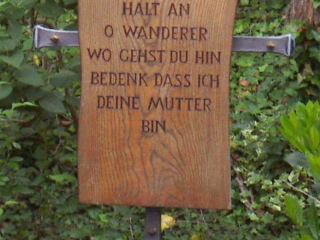 HALT AN
O WANDERER
WO GEHST DU HIN
BEDENK DASS ICH
DEINE MUTTER
BIN